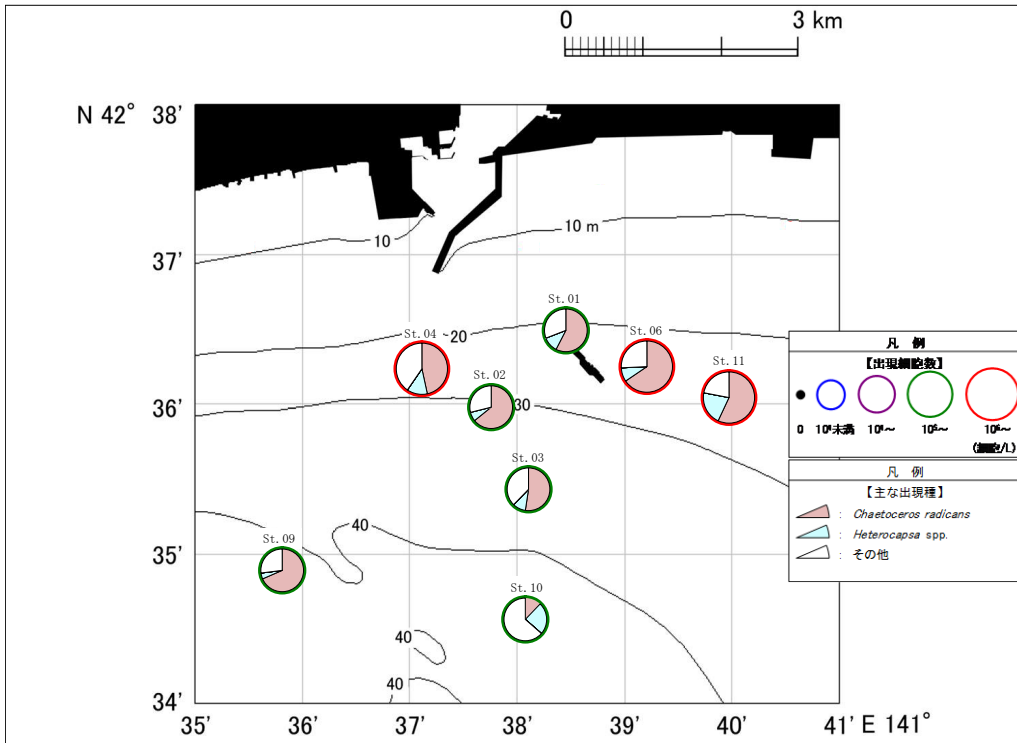 0 3 km
N 42° 38'
10
10 m
37'
St.01
20
St.04
St.06
St.11
St.02
凡 例
【出現細胞数】
0 10⁴未満 10⁴～ 10⁵～ 10⁶～
(細胞/L)
36'
30
St.03
凡 例
【主な出現種】
: Chaetoceros radicans
: Heterocapsa spp.
: その他
40
St.09
35'
St.10
40
40
34'
35' 36' 37' 38' 39' 40' 41' E 141°